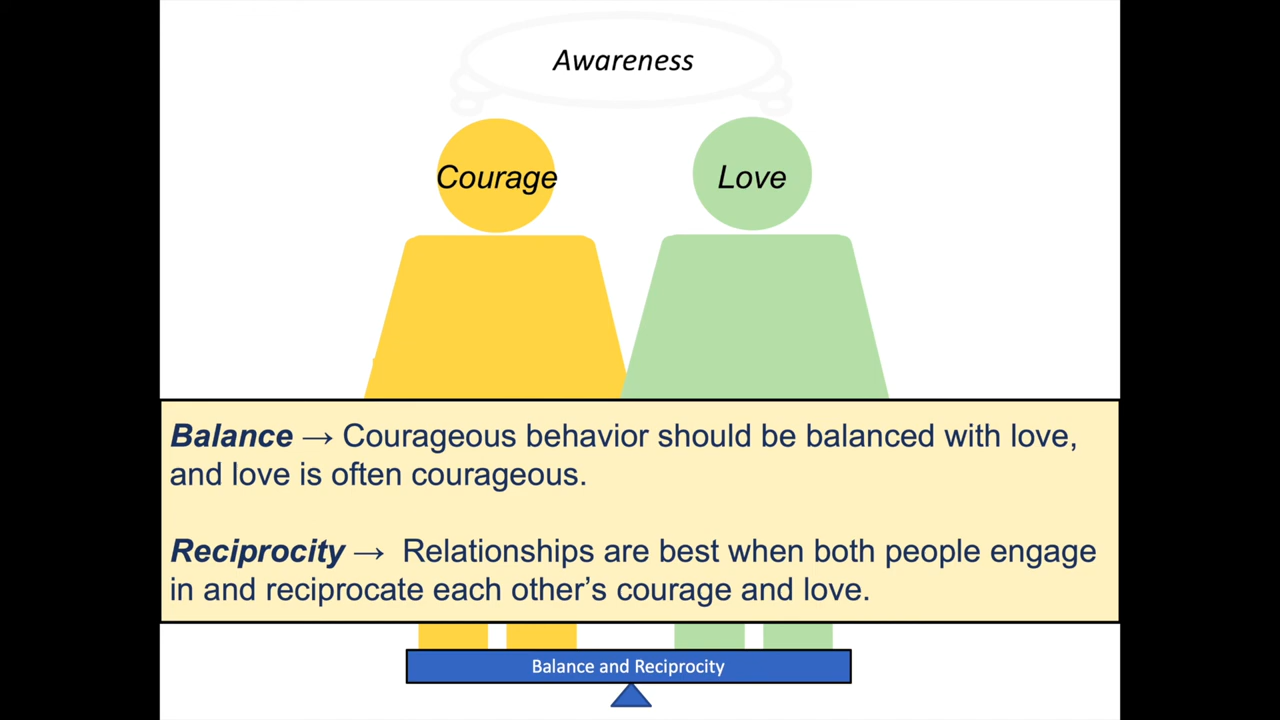 Awareness
Courage
Love
Balance → Courageous behavior should be balanced with love,
and love is often courageous.
Reciprocity → Relationships are best when both people engage
in and reciprocate each other’s courage and love.
Balance and Reciprocity